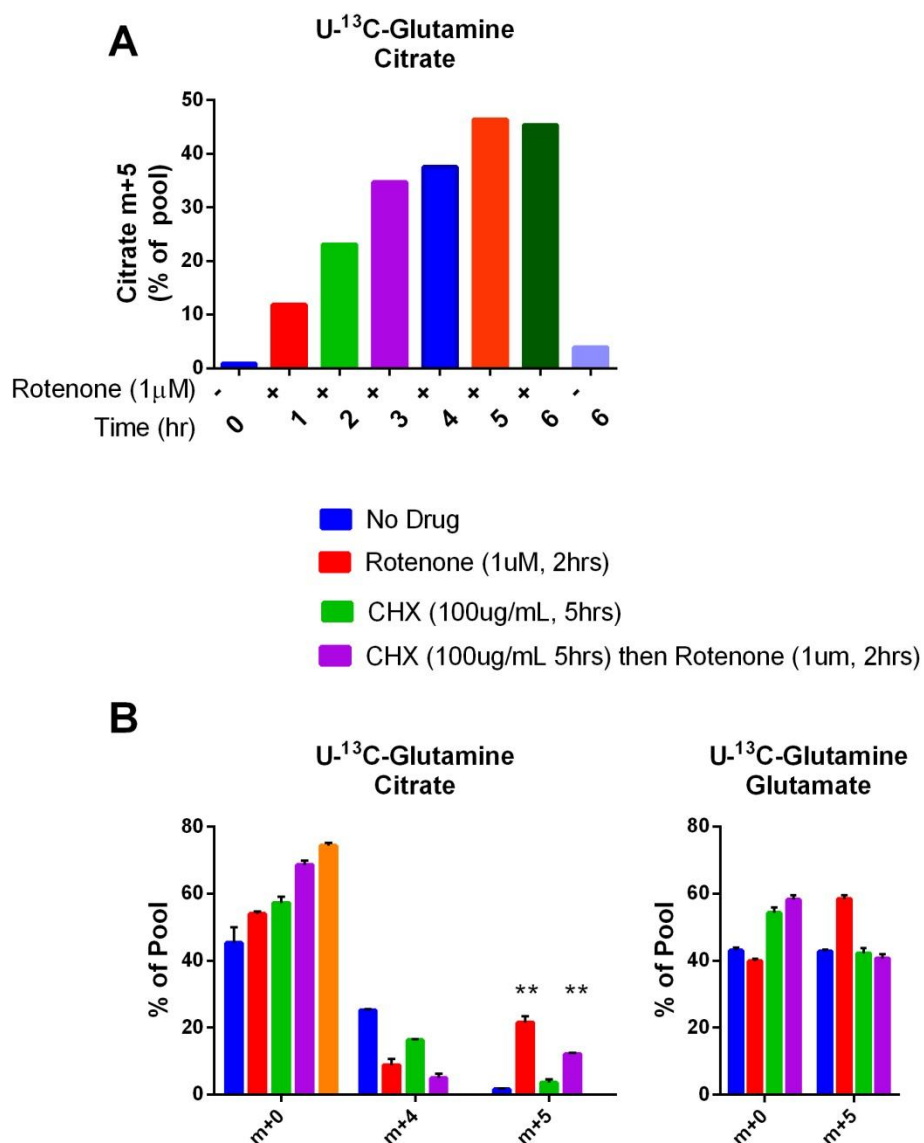 A
U-¹³C-Glutamine
Citrate
Citrate m+5
(% of pool)
50
40
30
20
10
0
Rotenone (1μM) - + + + + + + -
Time (hr) 0 1 2 3 4 5 6 6
No Drug
Rotenone (1uM, 2hrs)
CHX (100ug/mL, 5hrs)
CHX (100ug/mL 5hrs) then Rotenone (1um, 2hrs)
B
U-¹³C-Glutamine
Citrate
% of Pool
80
60
40
20
0
** **
m+0 m+4 m+5
U-¹³C-Glutamine
Glutamate
% of Pool
80
60
40
20
0
m+0 m+5